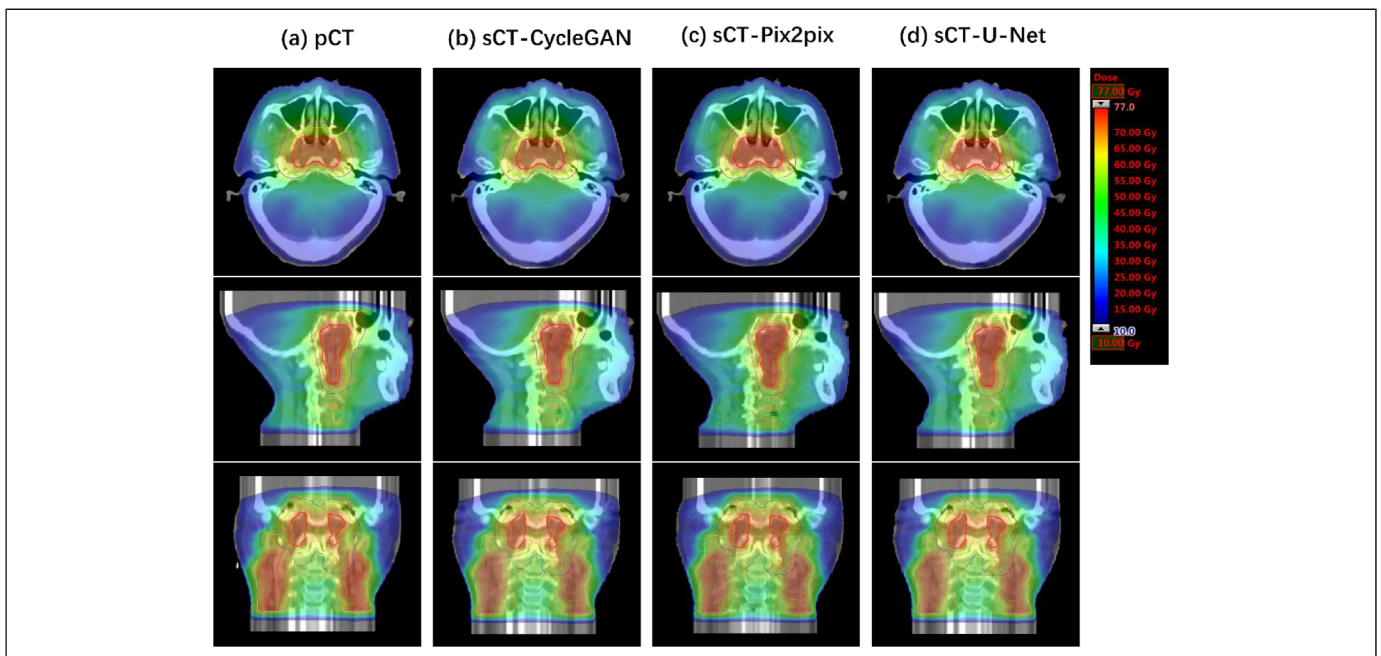 (a) pCT
(b) sCT-CycleGAN
(c) sCT-Pix2pix
(d) sCT-U-Net
Dose
77.00 Gy
77.0
70.00 Gy
65.00 Gy
60.00 Gy
55.00 Gy
50.00 Gy
45.00 Gy
40.00 Gy
35.00 Gy
30.00 Gy
25.00 Gy
20.00 Gy
15.00 Gy
10.0
10.00 Gy